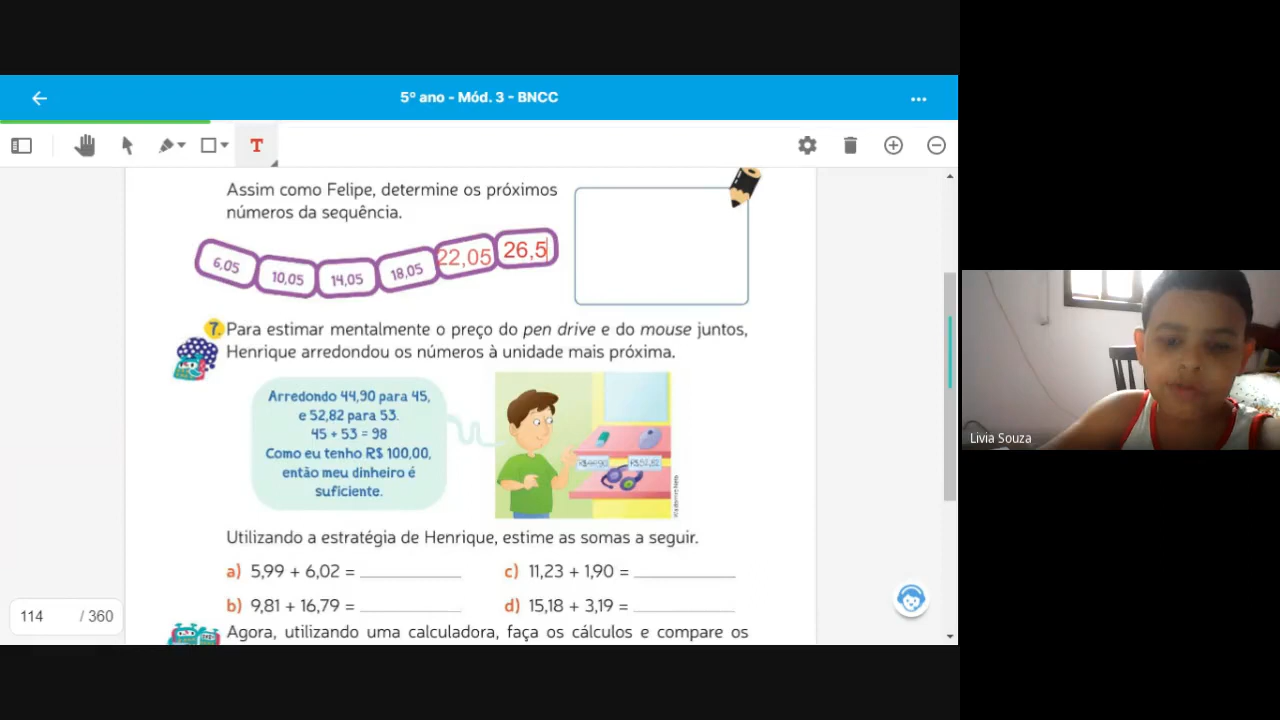 5º ano - Mód. 3 - BNCC
T
Assim como Felipe, determine os próximos
números da sequência.
6,05 10,05 14,05 18,05 22,05 26,5
7. Para estimar mentalmente o preço do pen drive e do mouse juntos,
Henrique arredondou os números à unidade mais próxima.
Arredondo 44,90 para 45,
e 52,82 para 53.
45 + 53 = 98
Como eu tenho R$ 100,00,
então meu dinheiro é
suficiente.
R$44,90 R$52,82
Utilizando a estratégia de Henrique, estime as somas a seguir.
a) 5,99 + 6,02 = 
c) 11,23 + 1,90 = 
b) 9,81 + 16,79 = 
d) 15,18 + 3,19 = 
Agora, utilizando uma calculadora, faça os cálculos e compare os
114 / 360
Livia Souza